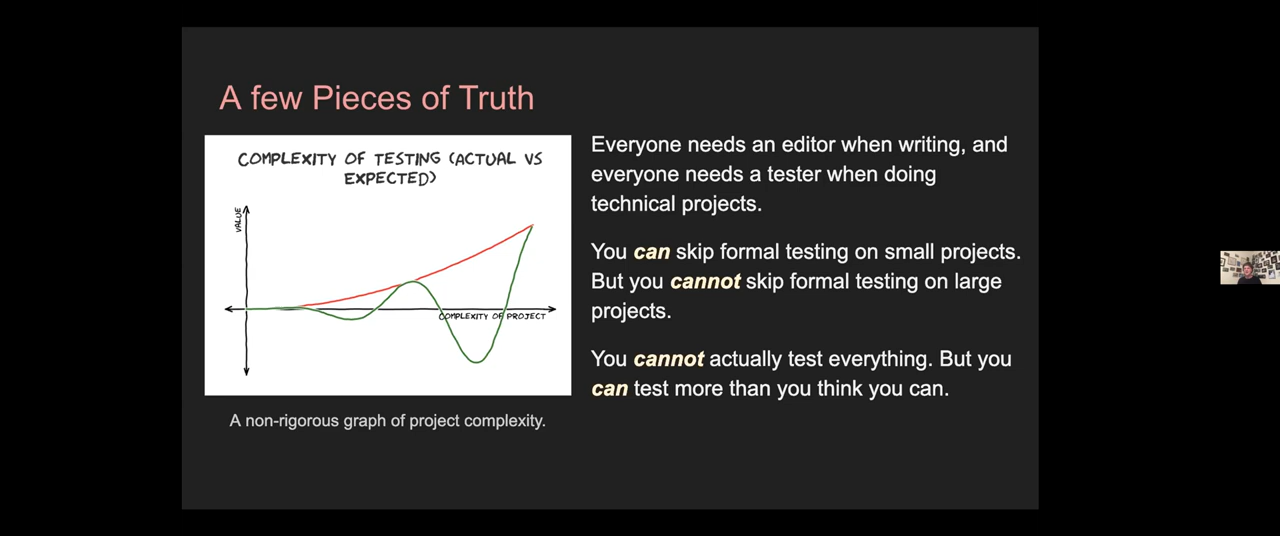 A few Pieces of Truth
COMPLEXITY OF TESTING (ACTUAL VS
EXPECTED)
VALUE
COMPLEXITY OF PROJECT
A non-rigorous graph of project complexity.
Everyone needs an editor when writing, and
everyone needs a tester when doing
technical projects.
You can skip formal testing on small projects.
But you cannot skip formal testing on large
projects.
You cannot actually test everything. But you
can test more than you think you can.